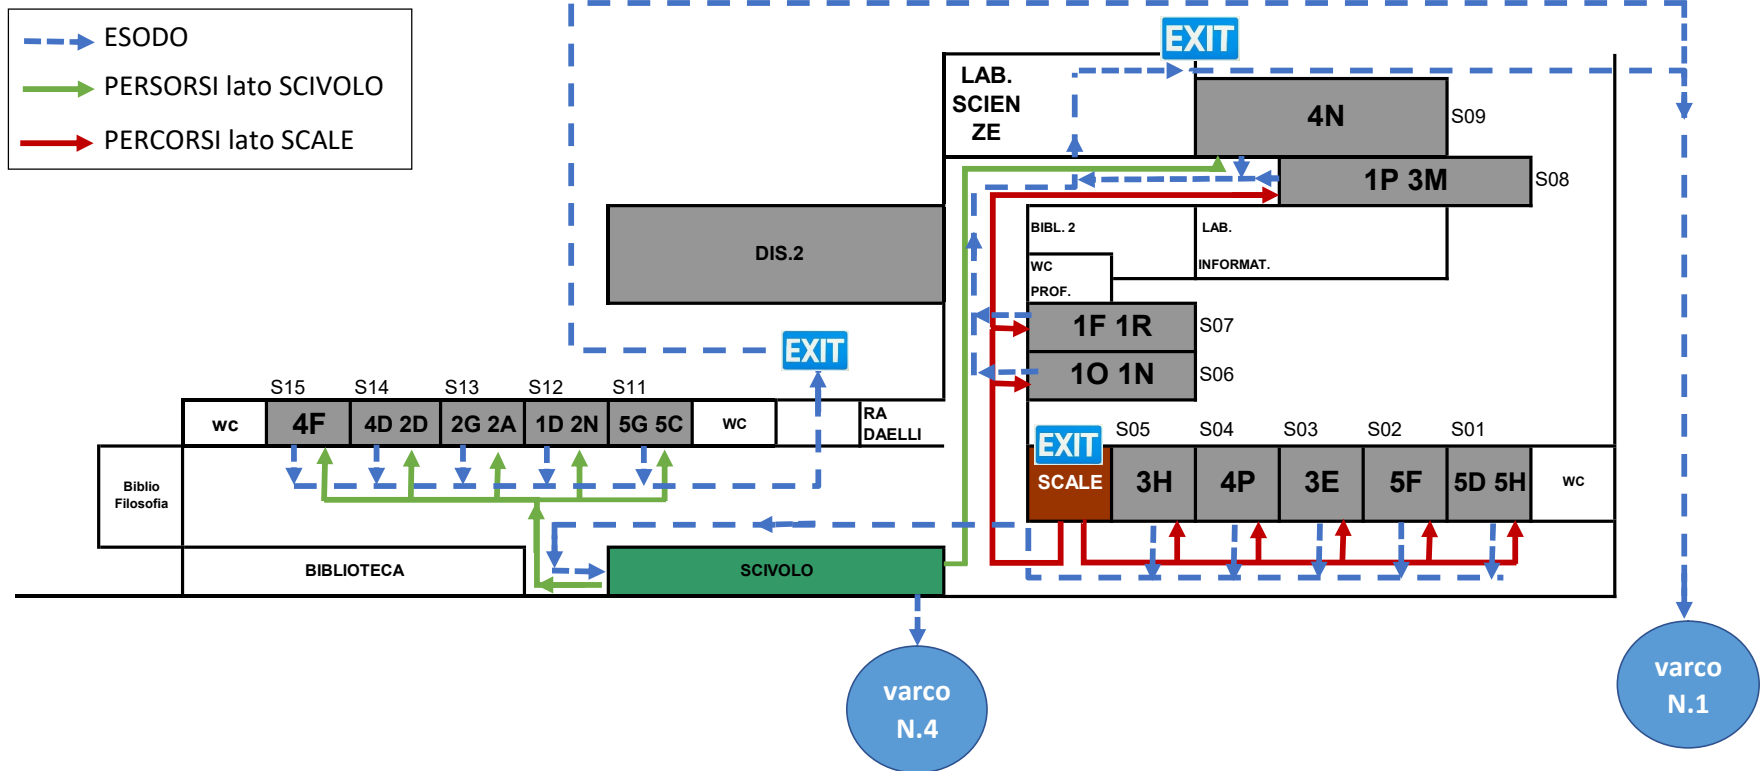 ESODO
PERSORSI lato SCIVOLO
PERCORSI lato SCALE
EXIT
LAB.
SCIEN
ZE
4N
S09
1P 3M
S08
BIBL. 2
LAB.
INFORMAT.
WC
PROF.
DIS.2
1F 1R
S07
1O 1N
S06
EXIT
S15
S14
S13
S12
S11
WC
4F
4D 2D
2G 2A
1D 2N
5G 5C
WC
RA
DAELLI
EXIT
S05
S04
S03
S02
S01
SCALE
3H
4P
3E
5F
5D 5H
WC
Biblio
Filosofia
BIBLIOTECA
SCIVOLO
varco
N.4
varco
N.1